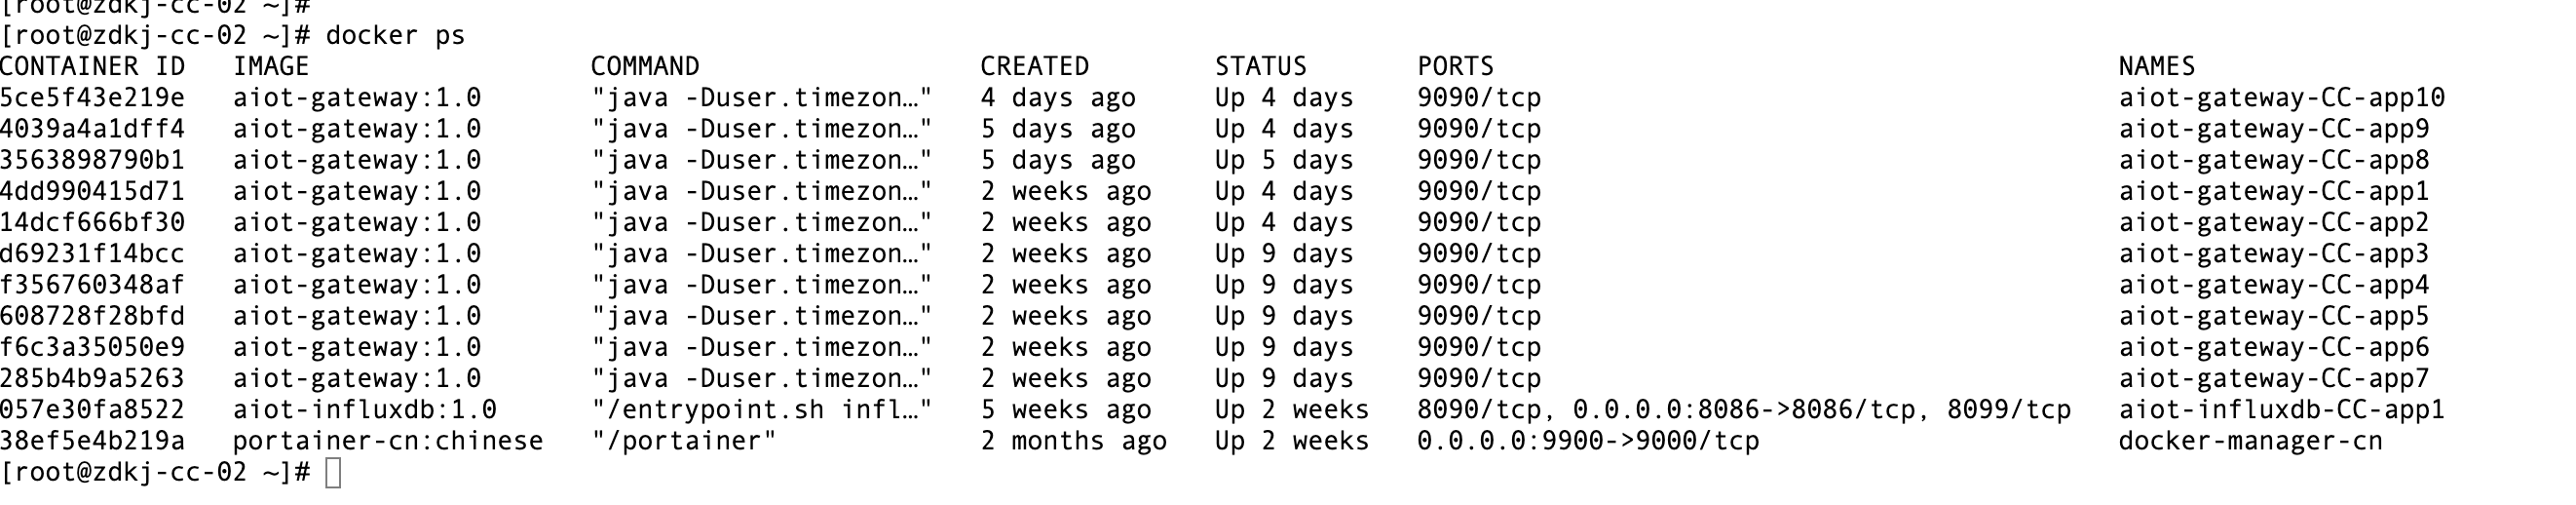 [root@zdkj-cc-02 ~]#
[root@zdkj-cc-02 ~]# docker ps
CONTAINER ID   IMAGE                  COMMAND                  CREATED        STATUS       PORTS                                        NAMES
5ce5f43e219e   aiot-gateway:1.0       "java -Duser.timezon…"   4 days ago     Up 4 days    9090/tcp                                     aiot-gateway-CC-app10
4039a4a1dff4   aiot-gateway:1.0       "java -Duser.timezon…"   5 days ago     Up 4 days    9090/tcp                                     aiot-gateway-CC-app9
3563898790b1   aiot-gateway:1.0       "java -Duser.timezon…"   5 days ago     Up 5 days    9090/tcp                                     aiot-gateway-CC-app8
4dd990415d71   aiot-gateway:1.0       "java -Duser.timezon…"   2 weeks ago    Up 4 days    9090/tcp                                     aiot-gateway-CC-app1
14dcf666bf30   aiot-gateway:1.0       "java -Duser.timezon…"   2 weeks ago    Up 4 days    9090/tcp                                     aiot-gateway-CC-app2
d69231f14bcc   aiot-gateway:1.0       "java -Duser.timezon…"   2 weeks ago    Up 9 days    9090/tcp                                     aiot-gateway-CC-app3
f356760348af   aiot-gateway:1.0       "java -Duser.timezon…"   2 weeks ago    Up 9 days    9090/tcp                                     aiot-gateway-CC-app4
608728f28bfd   aiot-gateway:1.0       "java -Duser.timezon…"   2 weeks ago    Up 9 days    9090/tcp                                     aiot-gateway-CC-app5
f6c3a35050e9   aiot-gateway:1.0       "java -Duser.timezon…"   2 weeks ago    Up 9 days    9090/tcp                                     aiot-gateway-CC-app6
285b4b9a5263   aiot-gateway:1.0       "java -Duser.timezon…"   2 weeks ago    Up 9 days    9090/tcp                                     aiot-gateway-CC-app7
057e30fa8522   aiot-influxdb:1.0      "/entrypoint.sh infl…"   5 weeks ago    Up 2 weeks   8090/tcp, 0.0.0.0:8086->8086/tcp, 8099/tcp   aiot-influxdb-CC-app1
38ef5e4b219a   portainer-cn:chinese   "/portainer"             2 months ago   Up 2 weeks   0.0.0.0:9900->9000/tcp                       docker-manager-cn
[root@zdkj-cc-02 ~]#